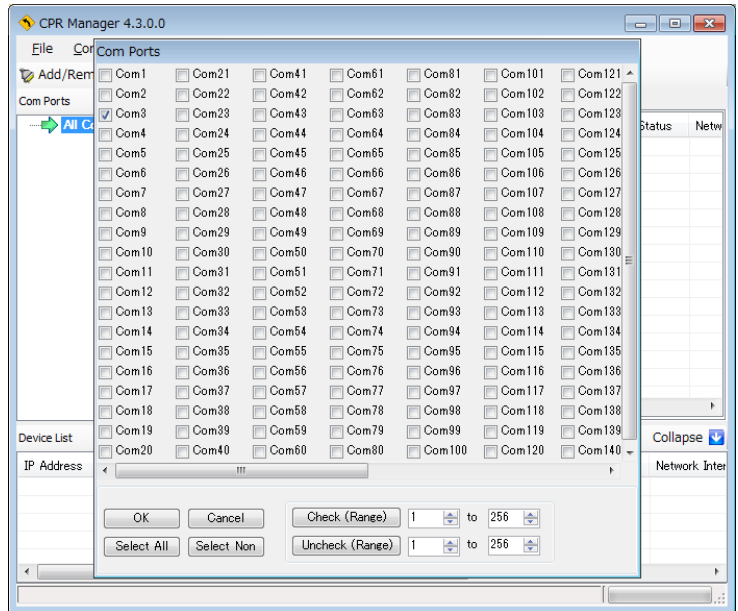 CPR Manager 4.3.0.0
File Cor
Com Ports
Add/Rem
Com Ports
All Co
Status Netw
Com1 Com21 Com41 Com61 Com81 Com101 Com121
Com2 Com22 Com42 Com62 Com82 Com102 Com122
Com3 Com23 Com43 Com63 Com83 Com103 Com123
Com4 Com24 Com44 Com64 Com84 Com104 Com124
Com5 Com25 Com45 Com65 Com85 Com105 Com125
Com6 Com26 Com46 Com66 Com86 Com106 Com126
Com7 Com27 Com47 Com67 Com87 Com107 Com127
Com8 Com28 Com48 Com68 Com88 Com108 Com128
Com9 Com29 Com49 Com69 Com89 Com109 Com129
Com10 Com30 Com50 Com70 Com90 Com110 Com130
Com11 Com31 Com51 Com71 Com91 Com111 Com131
Com12 Com32 Com52 Com72 Com92 Com112 Com132
Com13 Com33 Com53 Com73 Com93 Com113 Com133
Com14 Com34 Com54 Com74 Com94 Com114 Com134
Com15 Com35 Com55 Com75 Com95 Com115 Com135
Com16 Com36 Com56 Com76 Com96 Com116 Com136
Com17 Com37 Com57 Com77 Com97 Com117 Com137
Com18 Com38 Com58 Com78 Com98 Com118 Com138
Com19 Com39 Com59 Com79 Com99 Com119 Com139
Com20 Com40 Com60 Com80 Com100 Com120 Com140
Device List Collapse
IP Address Network Inter
OK Cancel Check (Range) 1 to 256
Select All Select Non Uncheck (Range) 1 to 256